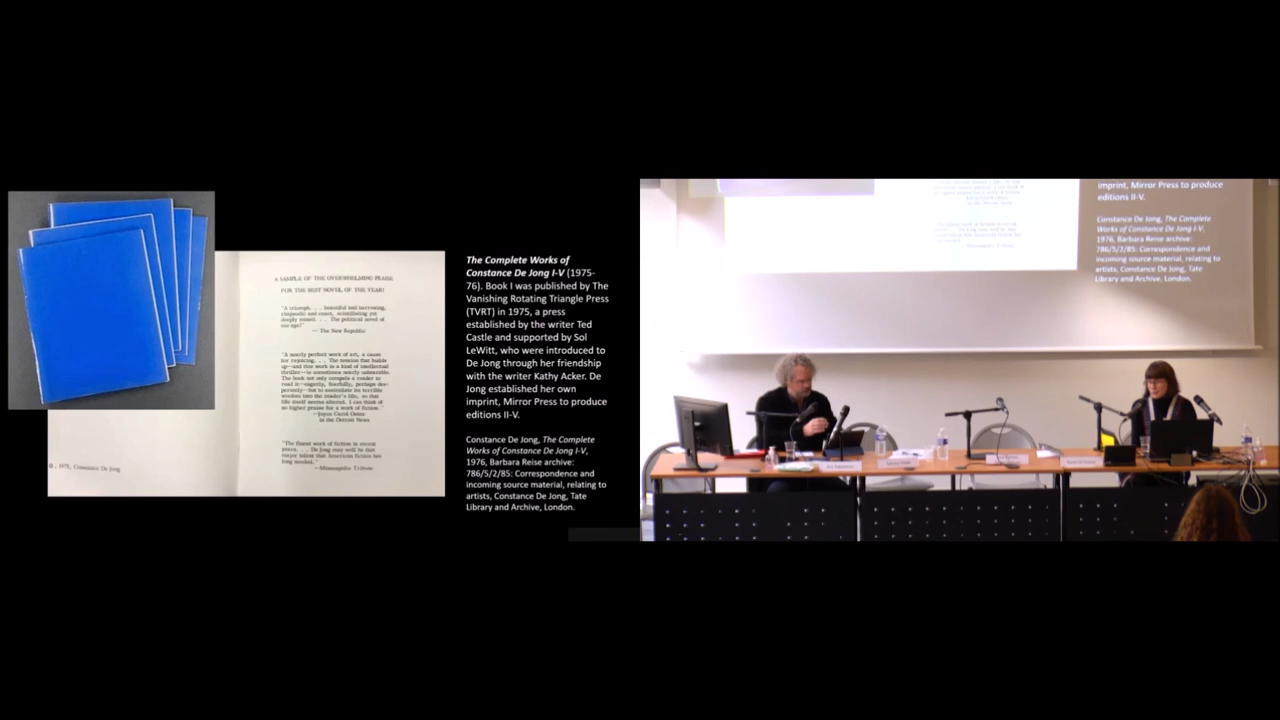 A SAMPLE OF THE OVERWHELMING PRAISE
FOR THE BEST NOVEL OF THE YEAR!
"A triumph. . . beautiful and harrowing,
rhapsodic and exact, scintillating yet
deeply mined. . . The political novel of
our age!"
— The New Republic
"A nearly perfect work of art, a cause
for rejoicing. . . The tension that builds
up—and this work is a kind of intellectual
thriller—is sometimes nearly unbearable.
The book not only compels a reader to
read it—eagerly, fearfully, perhaps des-
perately—but to assimilate its terrible
wisdom into the reader's life, so that
life itself seems altered. I can think of
no higher praise for a work of fiction."
—Joyce Carol Oates
in the Detroit News
"The finest work of fiction in recent
years. . . De Jong may well be that
major talent that American fiction has
long needed."
—Minneapolis Tribune
© , 1975, Constance De Jong
The Complete Works of
Constance De Jong I-V (1975-
76). Book I was published by The
Vanishing Rotating Triangle Press
(TVRT) in 1975, a press
established by the writer Ted
Castle and supported by Sol
LeWitt, who were introduced to
De Jong through her friendship
with the writer Kathy Acker. De
Jong established her own
imprint, Mirror Press to produce
editions II-V.
Constance De Jong, The Complete
Works of Constance De Jong I-V,
1976, Barbara Reise archive:
786/5/2/85: Correspondence and
incoming source material, relating to
artists, Constance De Jong, Tate
Library and Archive, London.
imprint, Mirror Press to produce
editions II-V.
Constance De Jong, The Complete
Works of Constance De Jong I-V,
1976, Barbara Reise archive:
786/5/2/85: Correspondence and
incoming source material, relating to
artists, Constance De Jong, Tate
Library and Archive, London.